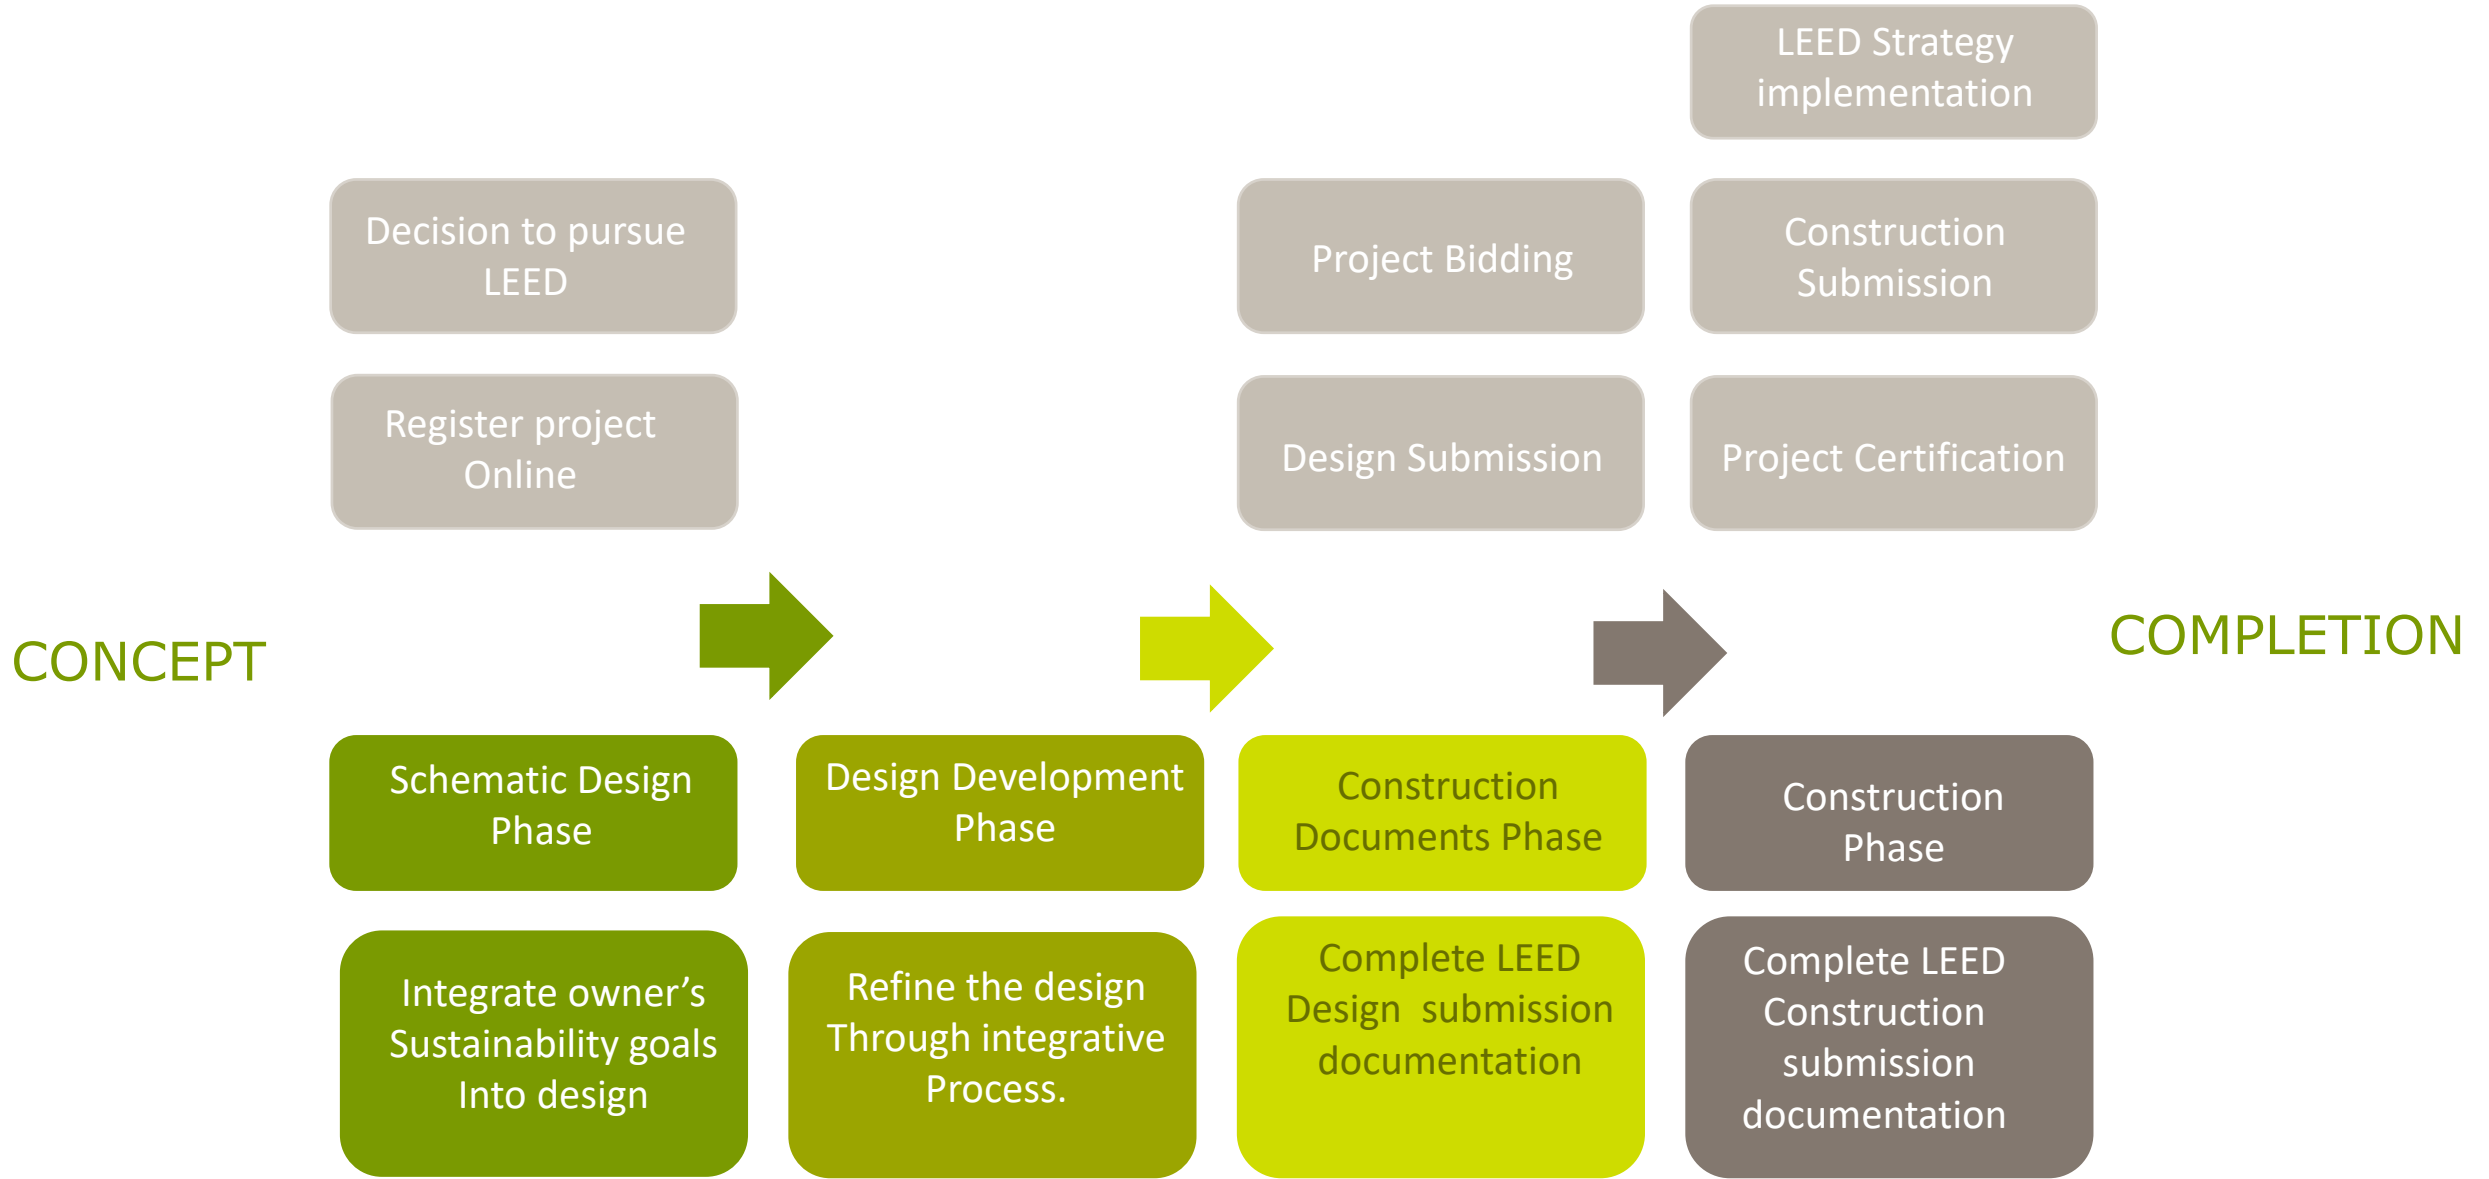 LEED Strategy
implementation
Decision to pursue
LEED
Project Bidding
Construction
Submission
Register project
Online
Design Submission
Project Certification
CONCEPT
COMPLETION
Schematic Design
Phase
Design Development
Phase
Construction
Documents Phase
Construction
Phase
Integrate owner’s
Sustainability goals
Into design
Refine the design
Through integrative
Process.
Complete LEED
Design  submission
documentation
Complete LEED
Construction
submission
documentation